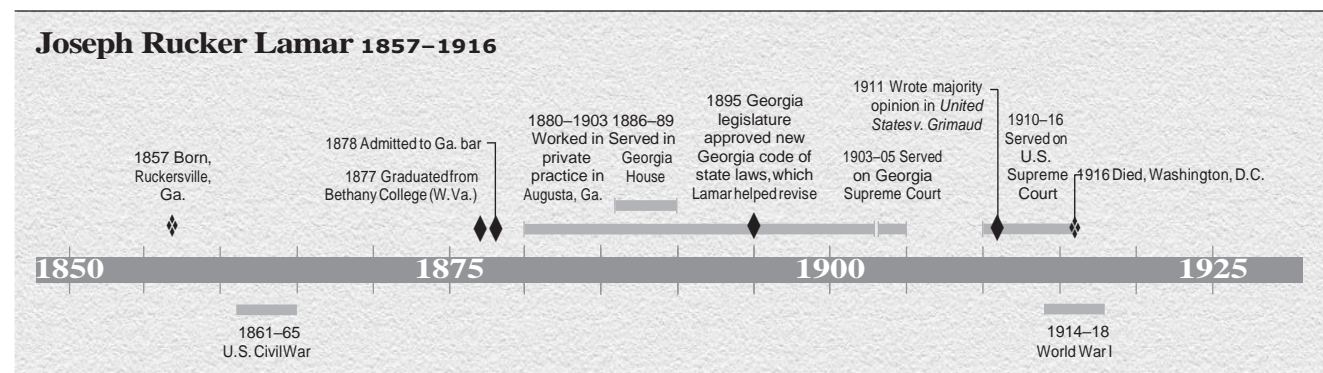 Joseph Rucker Lamar 1857–1916
1857 Born,
Ruckersville,
Ga.
1878 Admitted to Ga. bar
1877 Graduated from
Bethany College (W. Va.)
1880–1903
Worked in
private
practice in
Augusta, Ga.
1886–89
Served in
Georgia
House
1895 Georgia
legislature
approved new
Georgia code of
state laws, which
Lamar helped revise
1903–05 Served
on Georgia
Supreme Court
1911 Wrote majority
opinion in United
States v. Grimaud
1910–16
Served on
U.S.
Supreme
Court
1916 Died, Washington, D.C.
1850
1875
1900
1925
1861–65
U.S. Civil War
1914–18
World War I